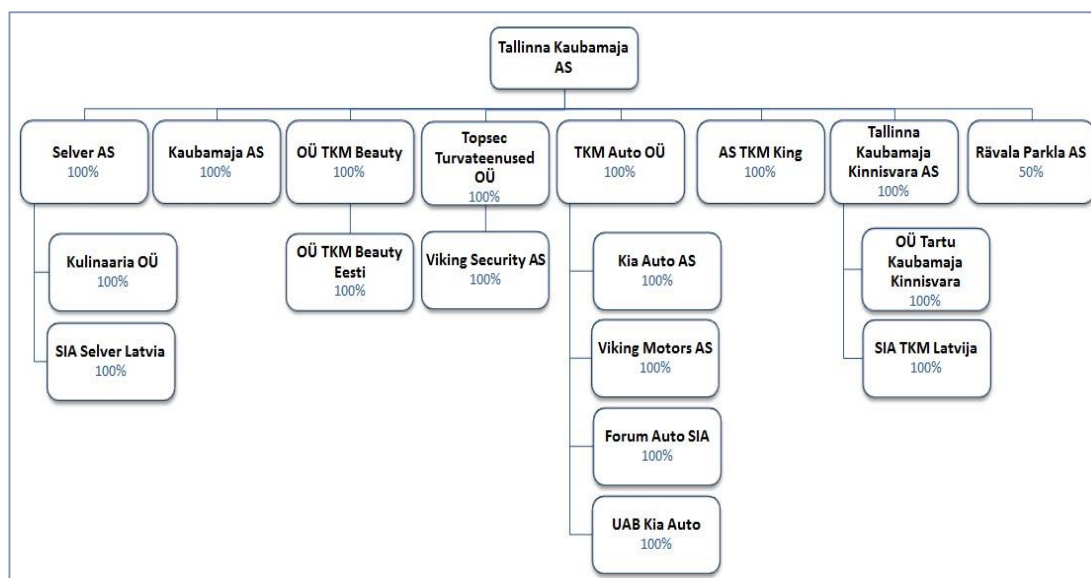 Tallinna Kaubamaja
AS
Selver AS
100%
Kaubamaja AS
100%
OÜ TKM Beauty
100%
Topsec
Turvateenused
OÜ
100%
TKM Auto OÜ
100%
AS TKM King
100%
Tallinna
Kaubamaja
Kinnisvara AS
100%
Rävala Parkla AS
50%
Kulinaaria OÜ
100%
SIA Selver Latvia
100%
OÜ TKM Beauty
Eesti
100%
Viking Security AS
100%
Kia Auto AS
100%
Viking Motors AS
100%
Forum Auto SIA
100%
UAB Kia Auto
100%
OÜ Tartu
Kaubamaja
Kinnisvara
100%
SIA TKM Latvija
100%